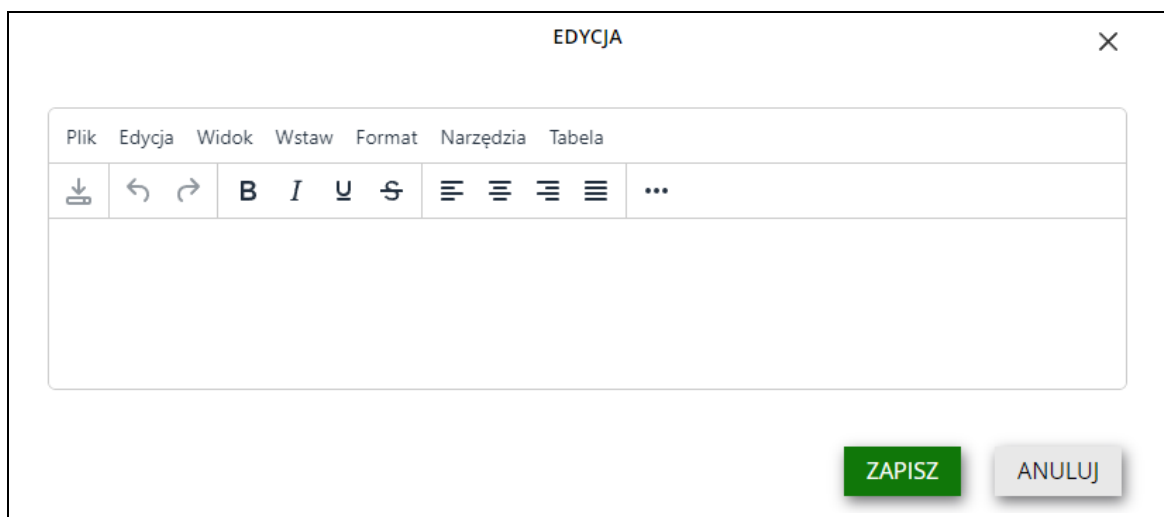 EDYCJA
Plik Edycja Widok Wstaw Format Narzędzia Tabela
B I U S
ZAPISZ ANULUJ